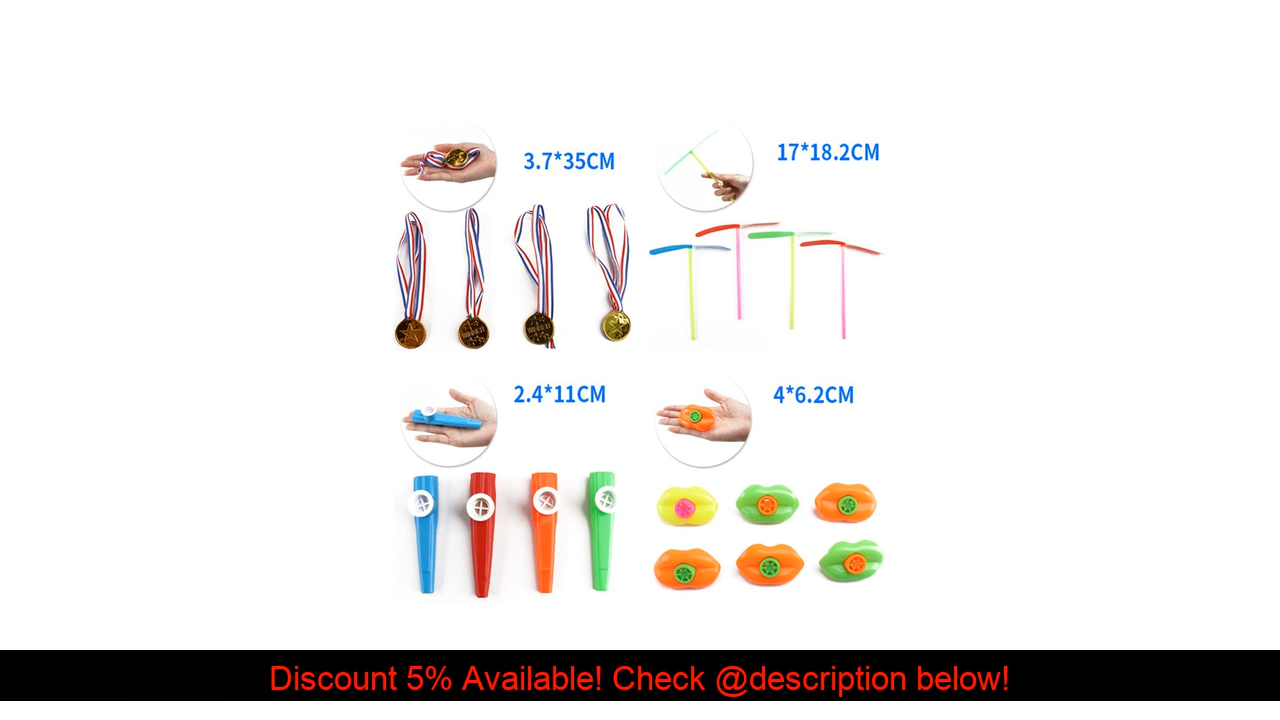 3.7*35CM
17*18.2CM
2.4*11CM
4*6.2CM
Discount 5% Available! Check @description below!